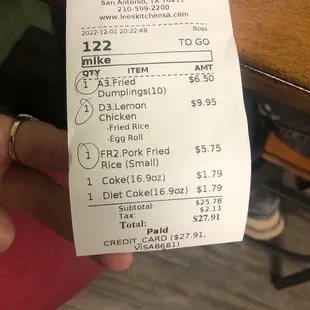 San Antonio, TX 78217
210-599-2200
www.leeskitchensa.com
2022-12-01 20:22:48 Boss
122 TO GO
mike
QTY ITEM AMT
1 A3.Fried $6.50
Dumplings(10)
1 D3.Lemon $9.95
Chicken
-Fried Rice
-Egg Roll
1 FR2.Pork Fried $5.75
Rice (Small)
1 Coke(16.9oz) $1.79
1 Diet Coke(16.9oz) $1.79
Subtotal: $25.78
Tax: $2.13
Total: $27.91
Paid
CREDIT_CARD ($27.91,
VISA8681)